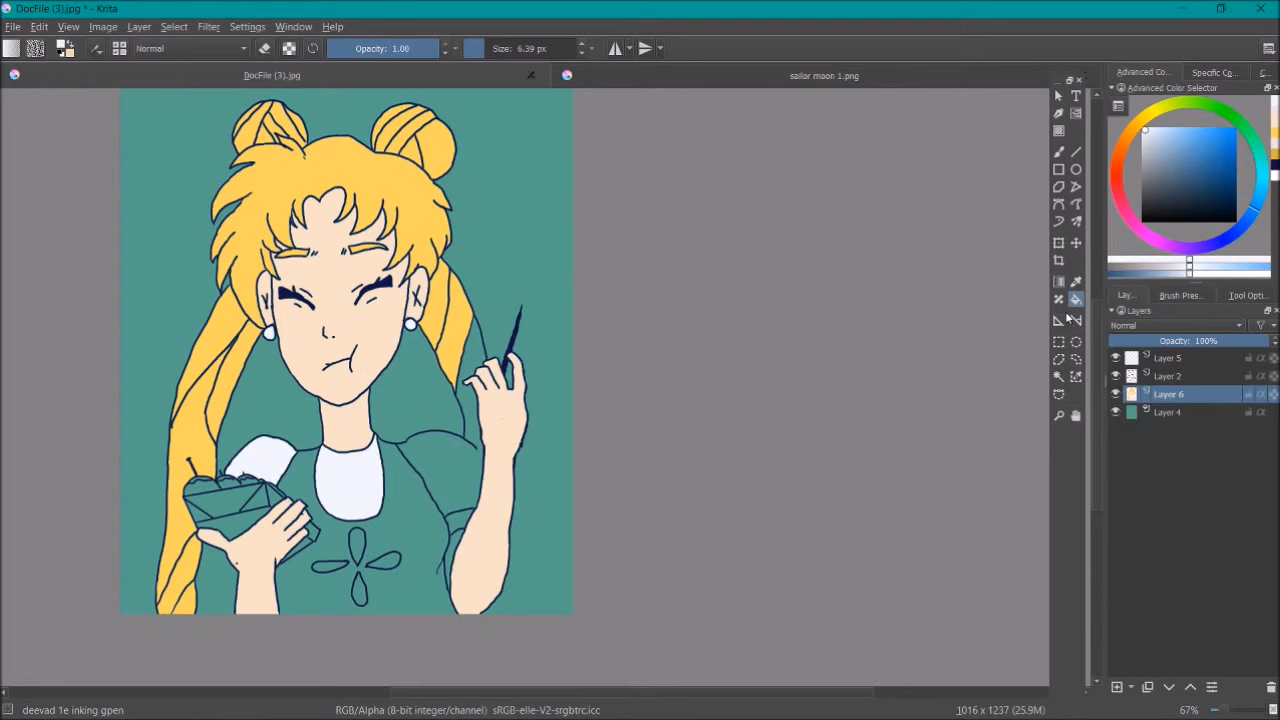 DocFile (3).jpg * - Krita
File Edit View Image Layer Select Filter Settings Window Help
Normal Opacity: 1.00 Size: 6.39 px
DocFile (3).jpg sailor moon 1.png
Advanced Co... Specific Co... C...
Advanced Color Selector
Lay... Brush Pres... Tool Opti...
Layers
Normal
Opacity: 100%
Layer 5
Layer 2
Layer 6
Layer 4
deevad 1e inking gpen RGB/Alpha (8-bit integer/channel) sRGB-elle-V2-srgbtrc.icc 1016 x 1237 (25.9M) 67%